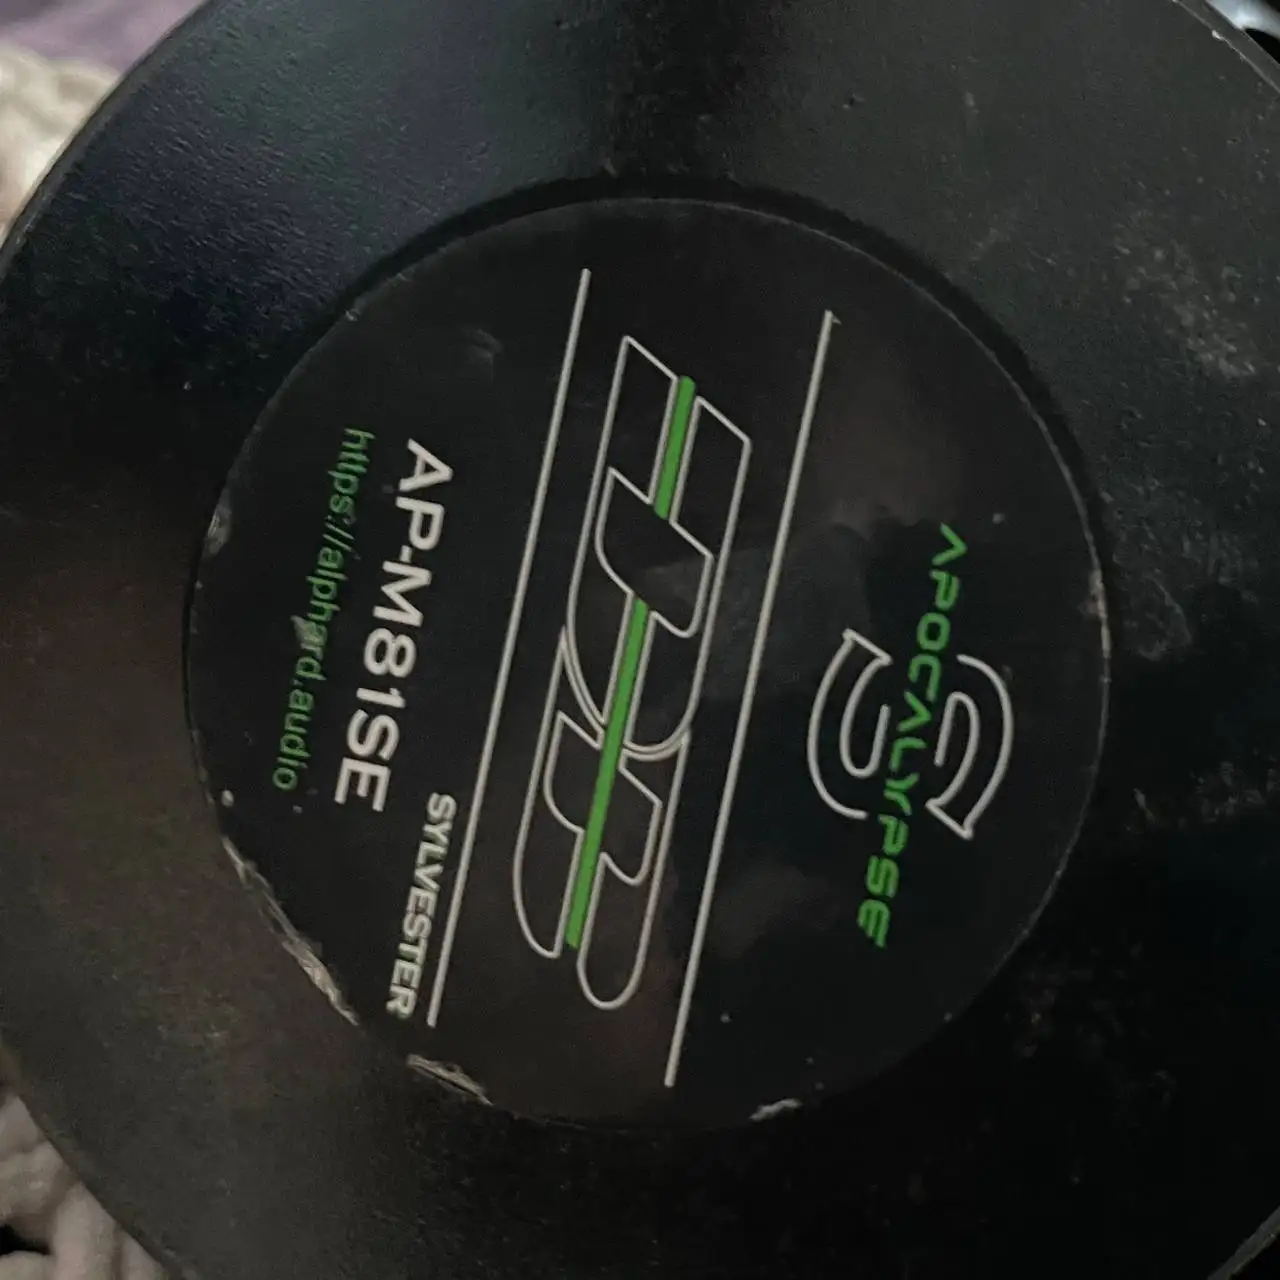 APOCALYPSE
SYLVESTER
AP-M81SE
https://alphard.audio